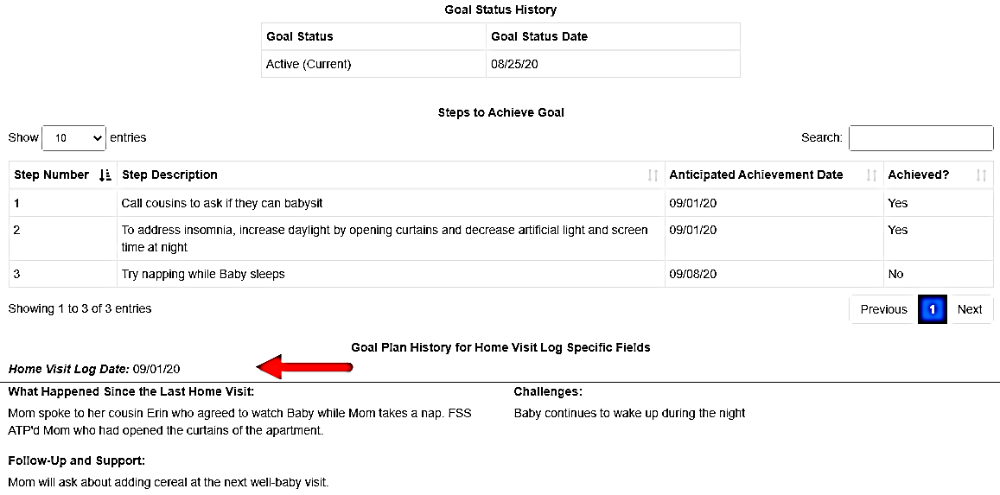 Goal Status History
Goal Status Goal Status Date
Active (Current) 08/25/20
Steps to Achieve Goal
Show 10 entries Search:
Step Number Step Description Anticipated Achievement Date Achieved?
1 Call cousins to ask if they can babysit 09/01/20 Yes
2 To address insomnia, increase daylight by opening curtains and decrease artificial light and screen 09/01/20 Yes
time at night
3 Try napping while Baby sleeps 09/08/20 No
Showing 1 to 3 of 3 entries Previous 1 Next
Goal Plan History for Home Visit Log Specific Fields
Home Visit Log Date: 09/01/20
What Happened Since the Last Home Visit:
Mom spoke to her cousin Erin who agreed to watch Baby while Mom takes a nap. FSS
ATP'd Mom who had opened the curtains of the apartment.
Challenges:
Baby continues to wake up during the night
Follow-Up and Support:
Mom will ask about adding cereal at the next well-baby visit.